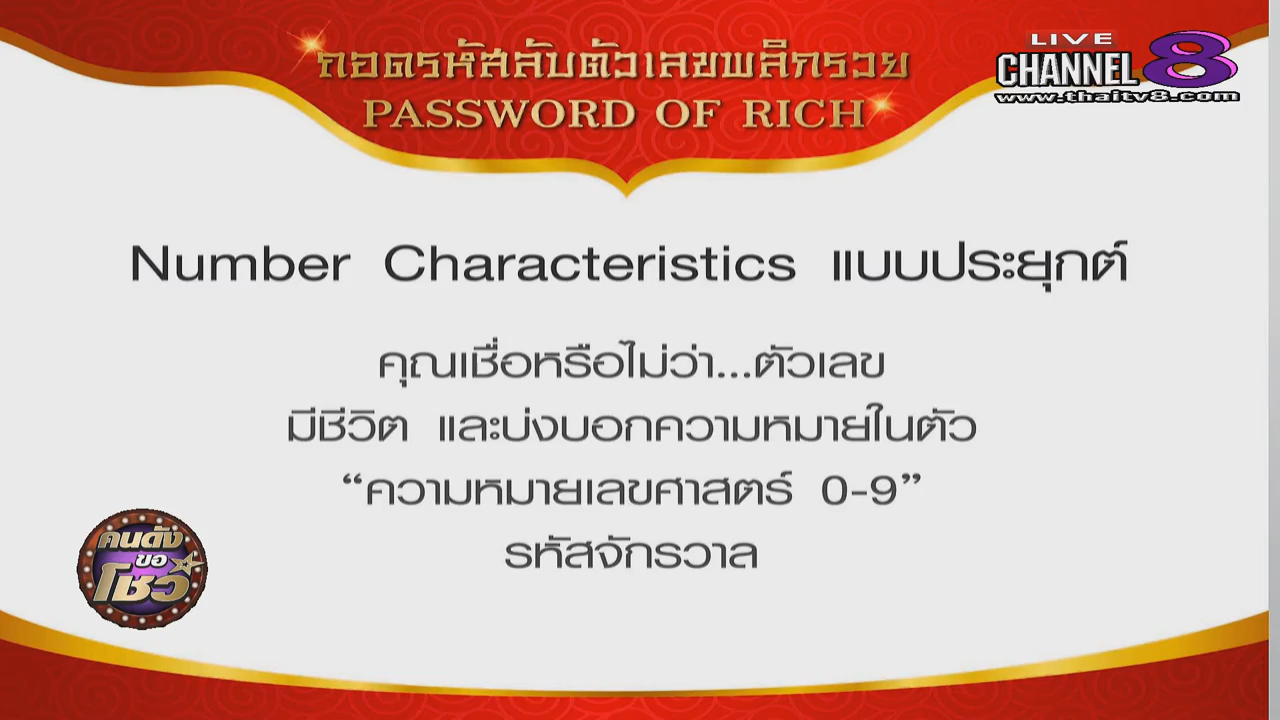 ถอดรหัสลับตัวเลขพลิกรวย
PASSWORD OF RICH
LIVE
CHANNEL 8
www.thaitv8.com
Number Characteristics แบบประยุกต์
คุณเชื่อหรือไม่ว่า...ตัวเลข
มีชีวิต และบ่งบอกความหมายในตัว
“ความหมายเลขศาสตร์ 0-9”
รหัสจักรวาล
คนดัง
ขอ
โชว์